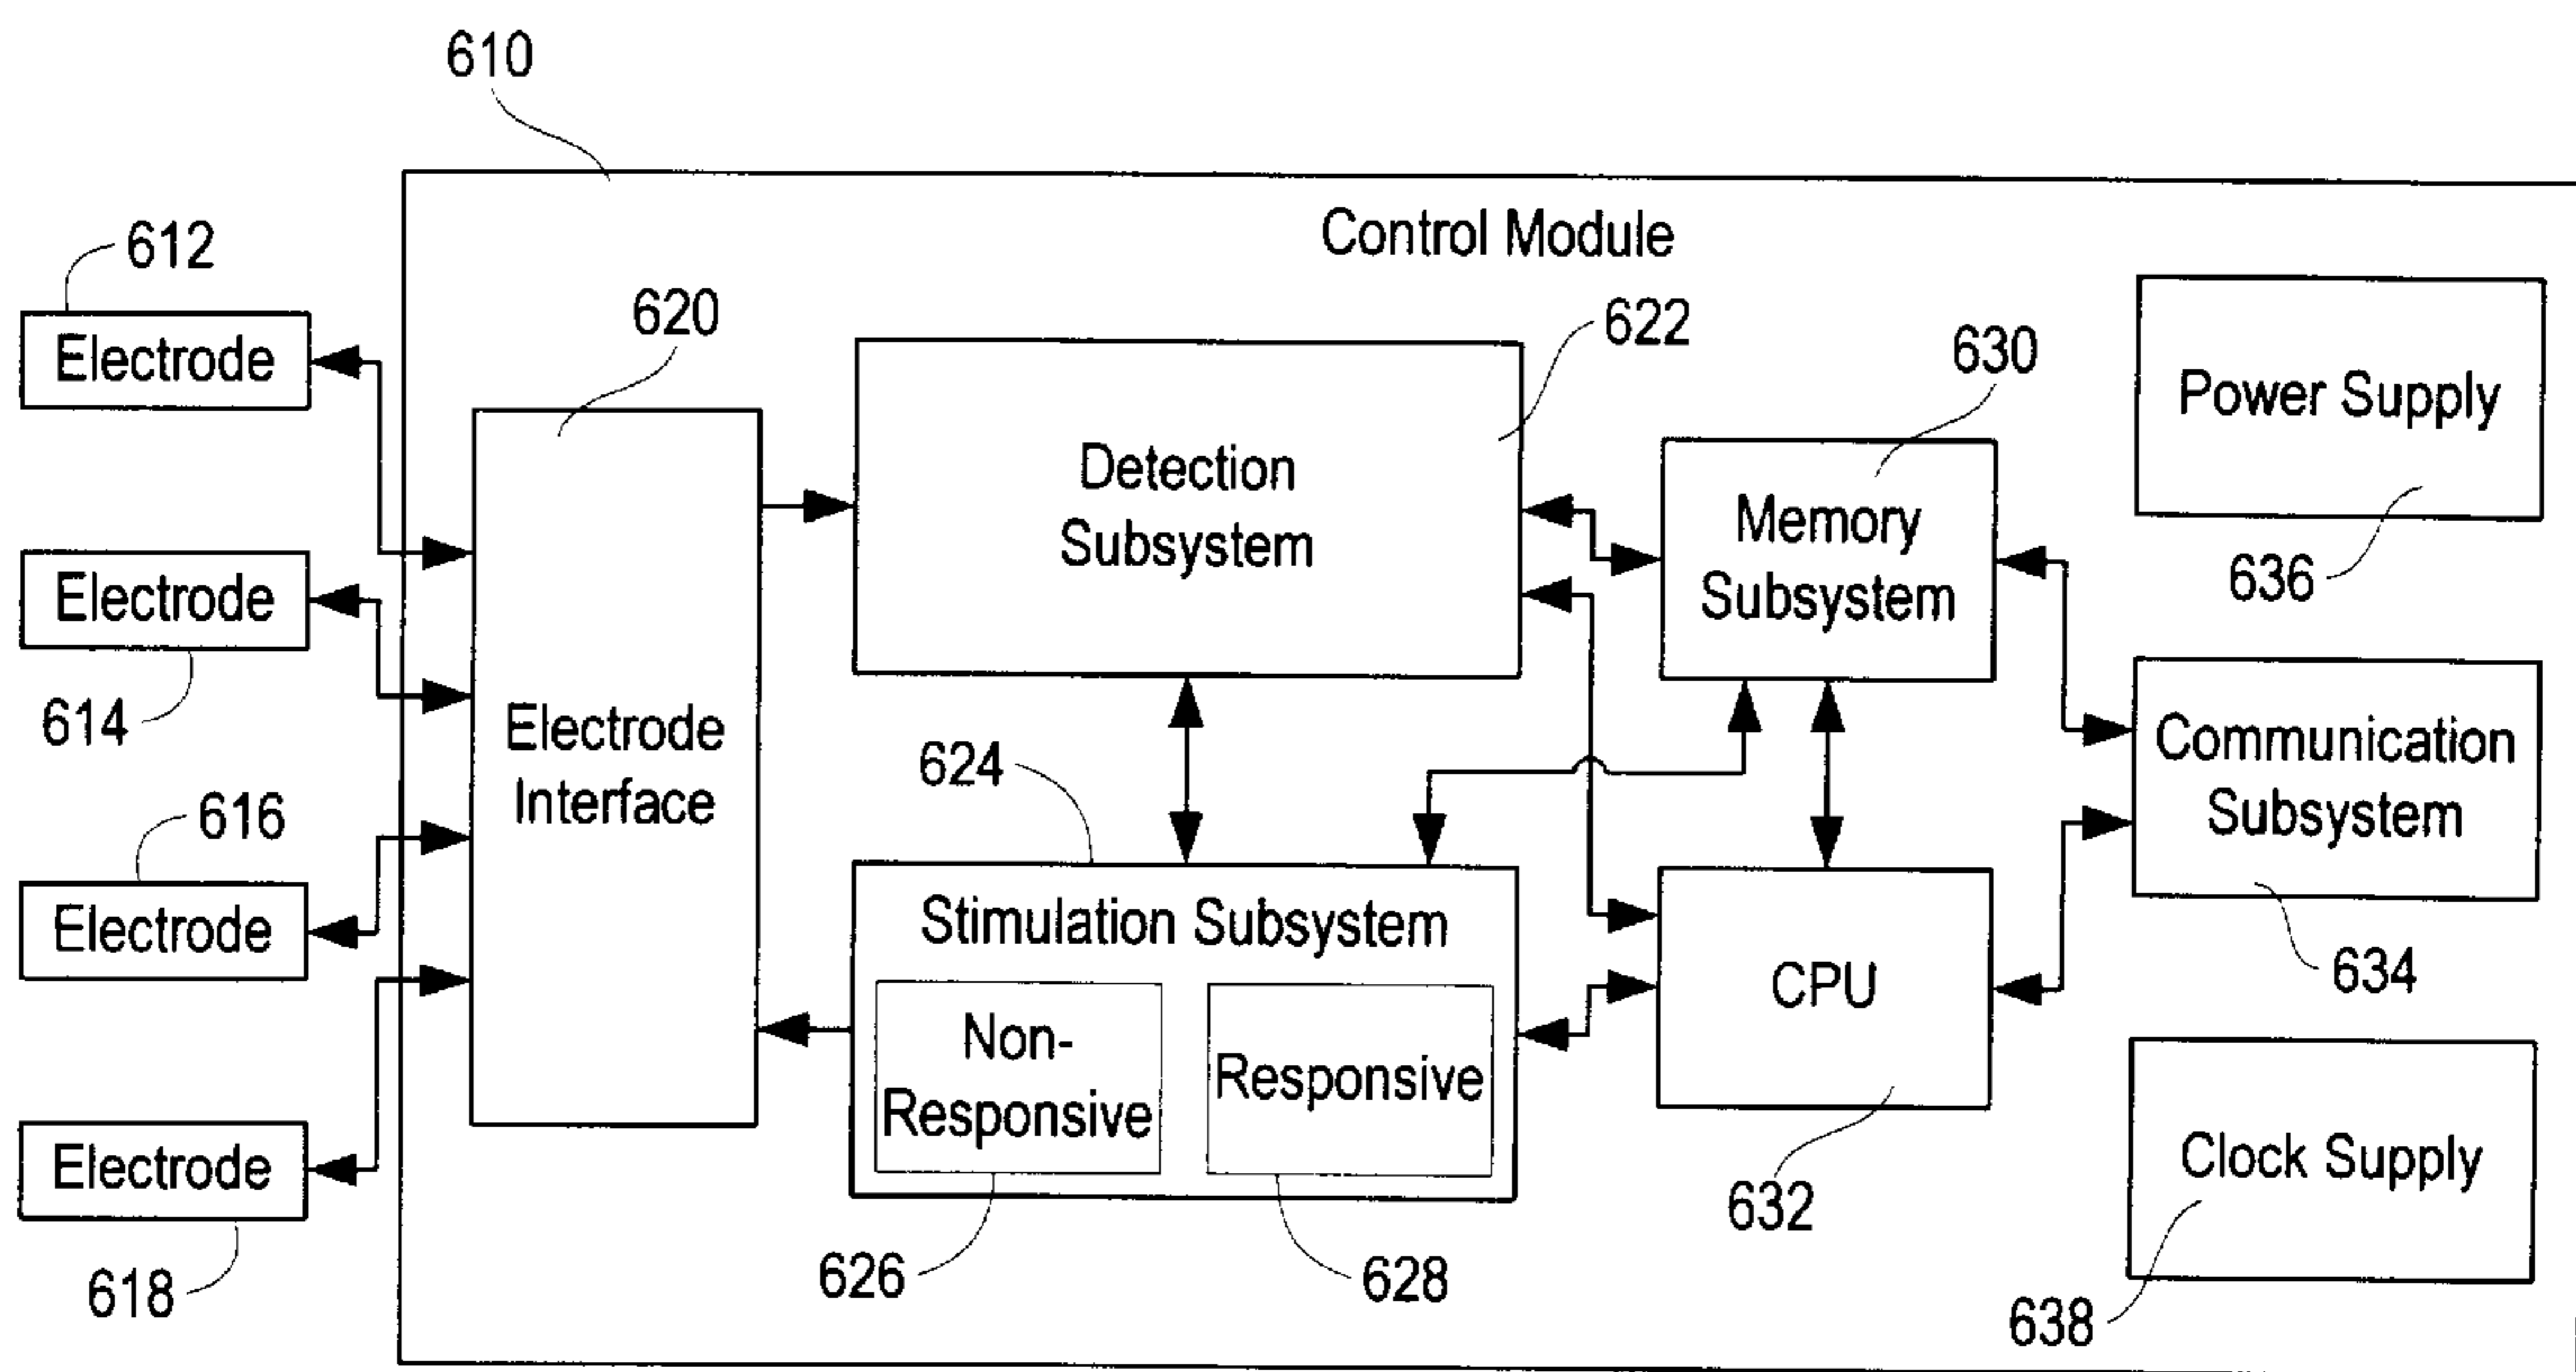 610
Control Module
612
Electrode
620
622
630
Power Supply
636
Detection
Subsystem
Memory
Subsystem
Electrode
614
Electrode
Interface
624
Communication
Subsystem
634
616
Electrode
Stimulation Subsystem
Non-
Responsive
Responsive
CPU
632
626
628
Electrode
618
Clock Supply
638